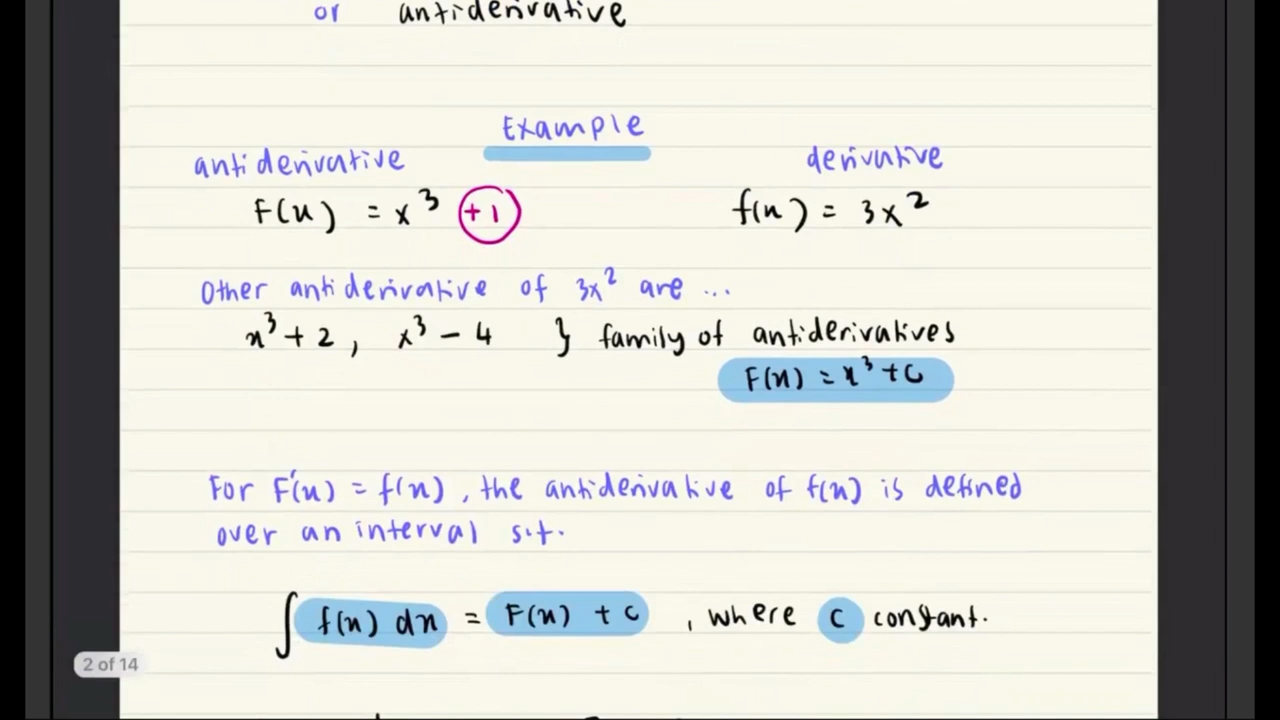 or antiderivative
Example
antiderivative derivative
F(x) = x³ +1 f(x) = 3x²
Other antiderivative of 3x² are ...
x³ + 2 , x³ - 4 } family of antiderivatives
F(x) = x³ + C
For F'(x) = f(x) , the antiderivative of f(x) is defined
over an interval s.t.
∫ f(x) dx = F(x) + C , where C constant.
2 of 14